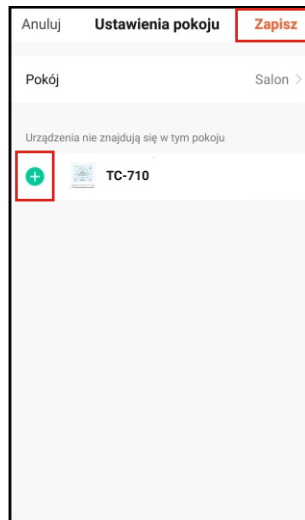 Anuluj Ustawienia pokoju Zapisz
Pokój Salon >
Urządzenia nie znajdują się w tym pokoju
TC-710